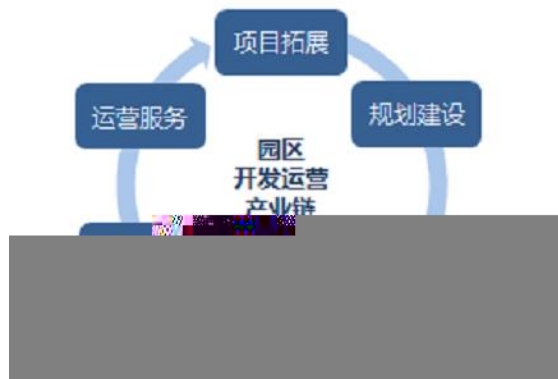 项目拓展
运营服务
规划建设
园区
开发运营
产业链